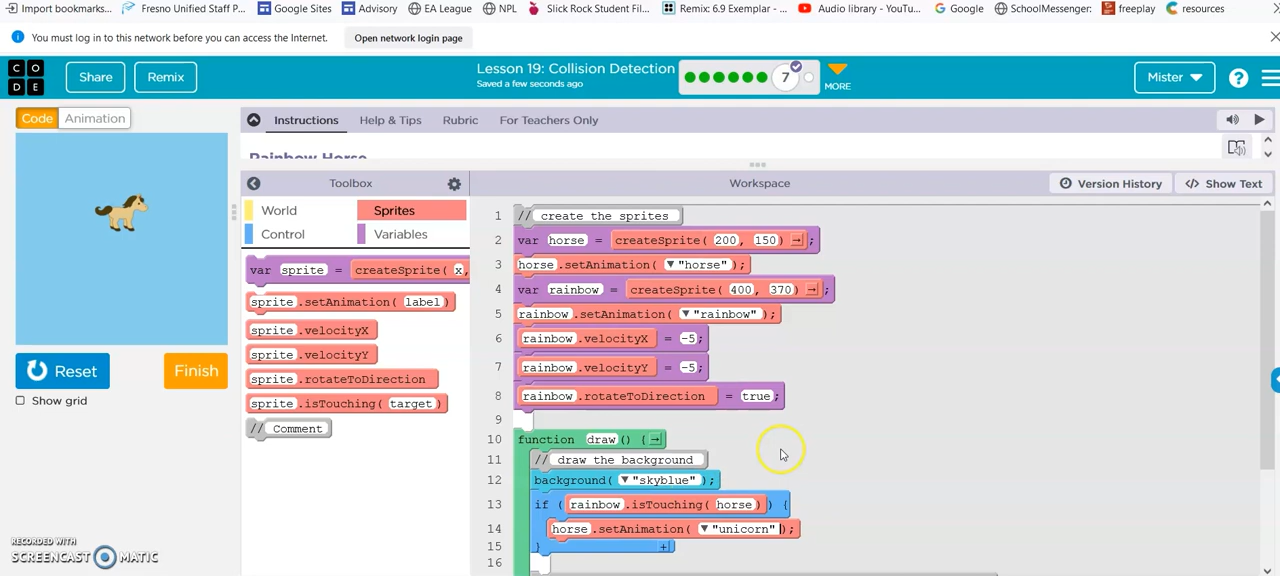 Import bookmarks... Fresno Unified Staff P... Google Sites Advisory EA League NPL Slick Rock Student Fil... Remix: 6.9 Exemplar - ... Audio library - YouTu... Google SchoolMessenger: freeplay resources
You must log in to this network before you can access the Internet. Open network login page
C O
D E
Share Remix
Lesson 19: Collision Detection
Saved a few seconds ago
7
MORE
Mister
?
Code Animation
Instructions Help & Tips Rubric For Teachers Only
Rainbow Horse
Toolbox Workspace Version History </> Show Text
World Sprites
Control Variables
var sprite = createSprite( x,
sprite.setAnimation( label)
sprite.velocityX
sprite.velocityY
sprite.rotateToDirection
sprite.isTouching( target)
// Comment
Reset Finish
Show grid
1 // create the sprites
2 var horse = createSprite( 200, 150);
3 horse.setAnimation( ▼"horse");
4 var rainbow = createSprite( 400, 370);
5 rainbow.setAnimation( ▼"rainbow");
6 rainbow.velocityX = -5;
7 rainbow.velocityY = -5;
8 rainbow.rotateToDirection = true;
9
10 function draw() {
11 // draw the background
12 background( ▼"skyblue");
13 if (rainbow.isTouching( horse)) {
14 horse.setAnimation( ▼"unicorn");
15 }
16
RECORDED WITH
SCREENCAST MATIC